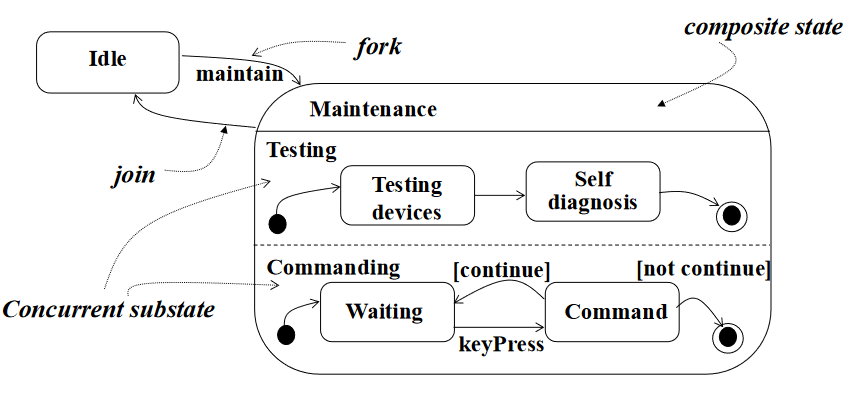 composite state
fork
Idle
maintain
Maintenance
join
Testing
Testing
devices
Self
diagnosis
Commanding
[continue]
[not continue]
Concurrent substate
Waiting
Command
keyPress